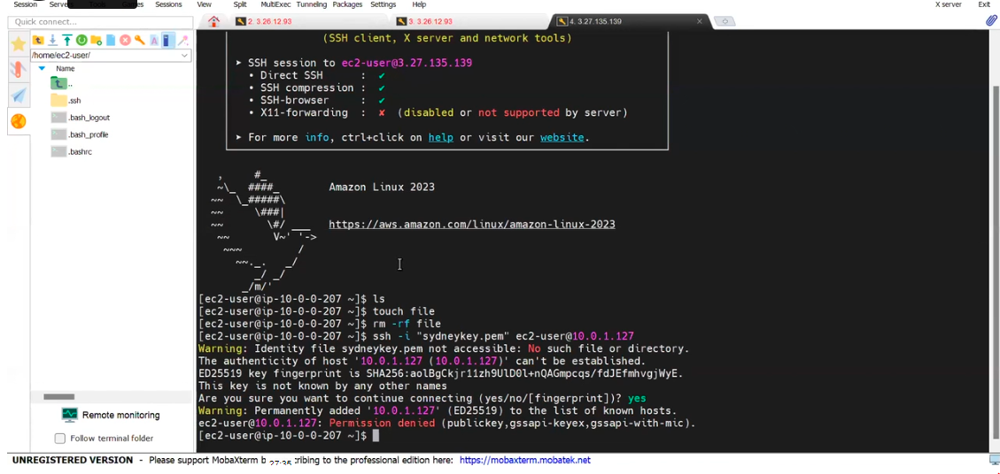 Session Servers View Split MultiExec Tunneling Packages Settings Help X server Exit
Quick connect...
2. 3.26.12.93
3. 3.26.12.93
4. 3.27.135.139
/home/ec2-user/
Name
..
.ssh
.bash_logout
.bash_profile
.bashrc
Remote monitoring
Follow terminal folder
(SSH client, X server and network tools)
➤ SSH session to ec2-user@3.27.135.139
• Direct SSH : ✔
• SSH compression : ✔
• SSH-browser : ✔
• X11-forwarding : ✘ (disabled or not supported by server)
➤ For more info, ctrl+click on help or visit our website.
, #_
~\_ ####_ Amazon Linux 2023
~~ \_#####\
~~ \###|
~~ \#/ ___ https://aws.amazon.com/linux/amazon-linux-2023
~~ V~' '->
~~~ /
~~._. _/
_/ _/
_/m/'
[ec2-user@ip-10-0-0-207 ~]$ ls
[ec2-user@ip-10-0-0-207 ~]$ touch file
[ec2-user@ip-10-0-0-207 ~]$ rm -rf file
[ec2-user@ip-10-0-0-207 ~]$ ssh -i "sydneykey.pem" ec2-user@10.0.1.127
Warning: Identity file sydneykey.pem not accessible: No such file or directory.
The authenticity of host '10.0.1.127 (10.0.1.127)' can't be established.
ED25519 key fingerprint is SHA256:aolBgCkjr11zh9UlD0l+nQAGmpcqs/fdJEfmhvgjWyE.
This key is not known by any other names
Are you sure you want to continue connecting (yes/no/[fingerprint])? yes
Warning: Permanently added '10.0.1.127' (ED25519) to the list of known hosts.
ec2-user@10.0.1.127: Permission denied (publickey,gssapi-keyex,gssapi-with-mic).
[ec2-user@ip-10-0-0-207 ~]$
UNREGISTERED VERSION - Please support MobaXterm b 27:35 cribing to the professional edition here: https://mobaxterm.mobatek.net